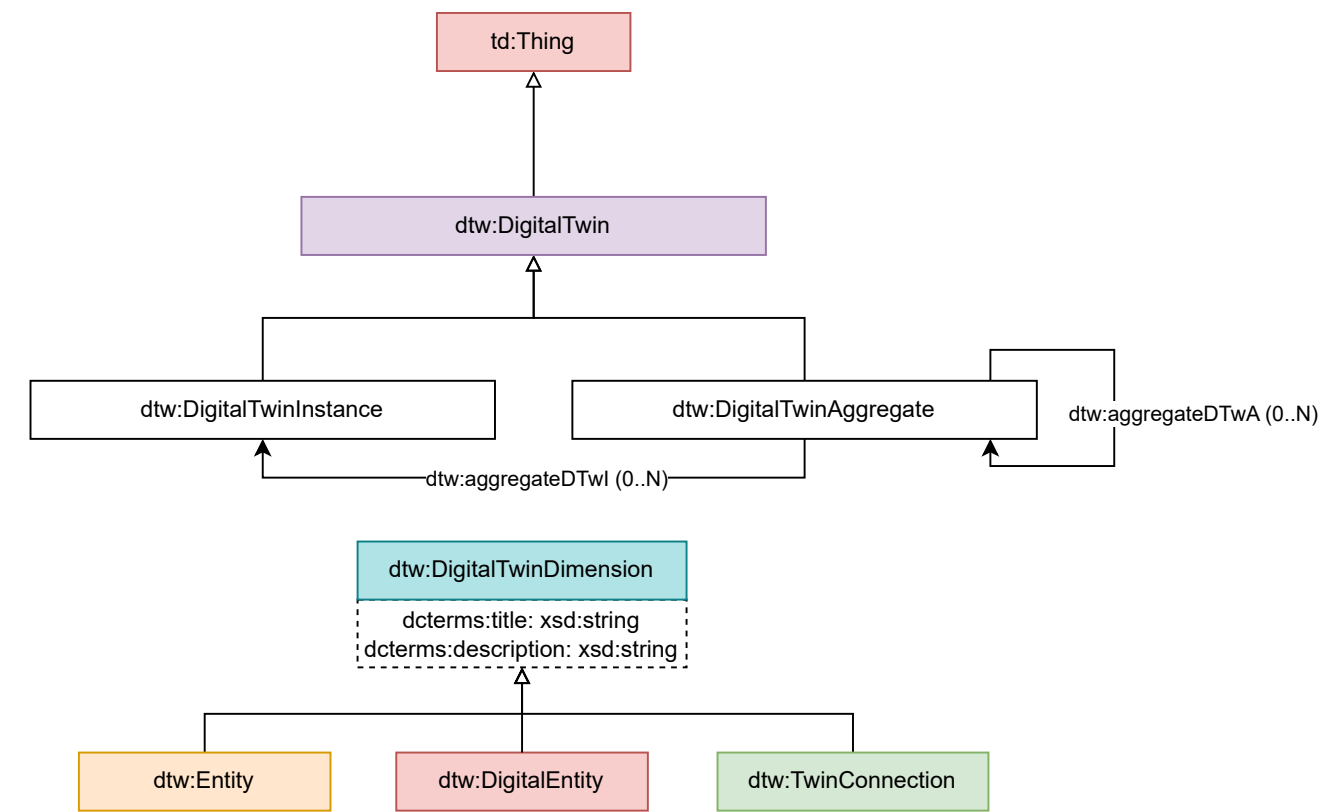 td:Thing
dtw:DigitalTwin
dtw:DigitalTwinInstance
dtw:DigitalTwinAggregate
dtw:aggregateDTwA (0..N)
dtw:aggregateDTwI (0..N)
dtw:DigitalTwinDimension
dcterms:title: xsd:string
dcterms:description: xsd:string
dtw:Entity
dtw:DigitalEntity
dtw:TwinConnection